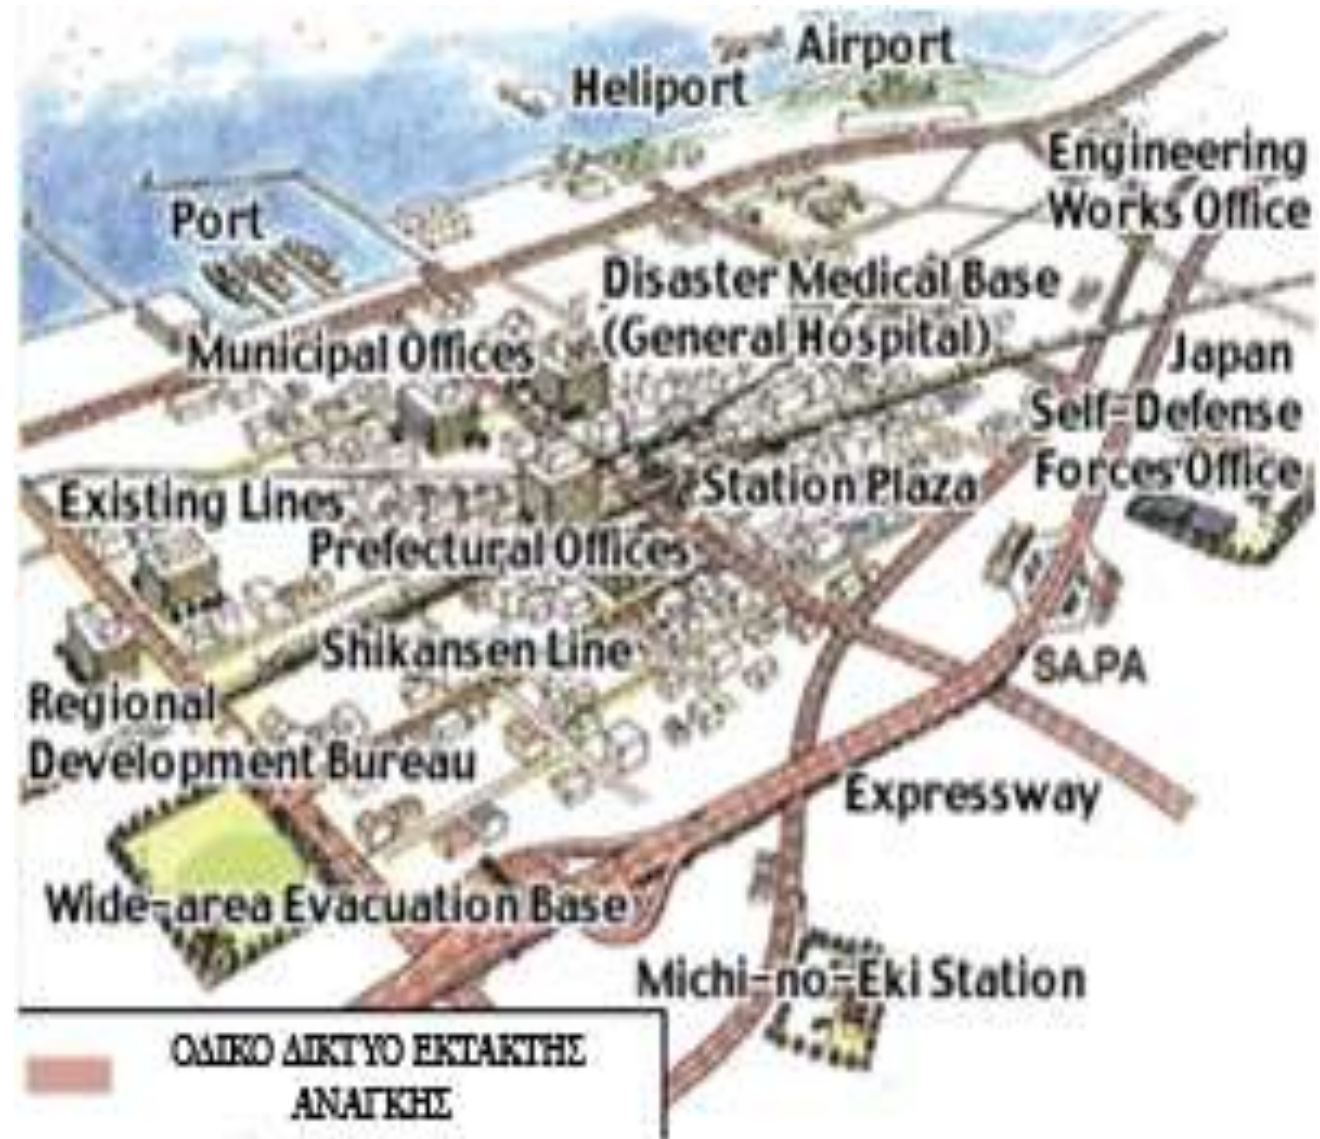 Airport
Heliport
Engineering
Works Office
Port
Disaster Medical Base
(General Hospital)
Municipal Offices
Japan
Self-Defense
Forces Office
Station Plaza
Existing Lines
Prefectural Offices
Shikansen Line
SA.PA
Regional
Development Bureau
Expressway
Wide-area Evacuation Base
Michi-no-Eki Station
ΟΔΙΚΟ ΔΙΚΤΥΟ ΕΚΤΑΚΤΗΣ
ΑΝΑΓΚΗΣ